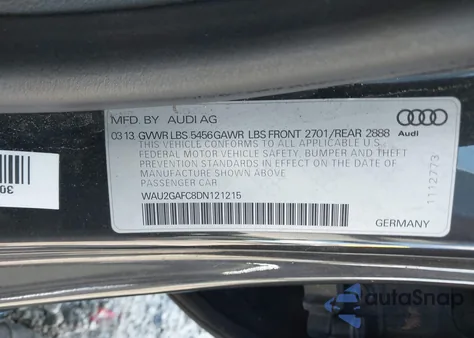 MFD. BY AUDI AG
03 13 GVWR LBS 5456 GAWR LBS FRONT 2701/REAR 2888
THIS VEHICLE CONFORMS TO ALL APPLICABLE U.S.
FEDERAL MOTOR VEHICLE SAFETY, BUMPER AND THEFT
PREVENTION STANDARDS IN EFFECT ON THE DATE OF
MANUFACTURE SHOWN ABOVE.
PASSENGER CAR
WAU2GAFC8DN121215
GERMANY
Audi
1112773
autoSnap